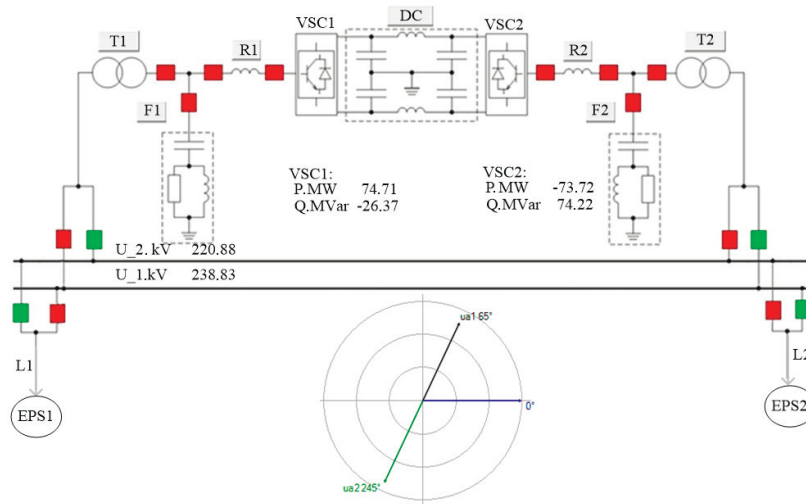 VSC1
DC
VSC2
T1
R1
R2
T2
F1
F2
VSC1:
P.MW 74.71
Q.MVar -26.37
VSC2:
P.MW -73.72
Q.MVar 74.22
U_2. kV 220.88
U_1.kV 238.83
ua1 65°
0°
ua2 245°
L1
L2
EPS1
EPS2